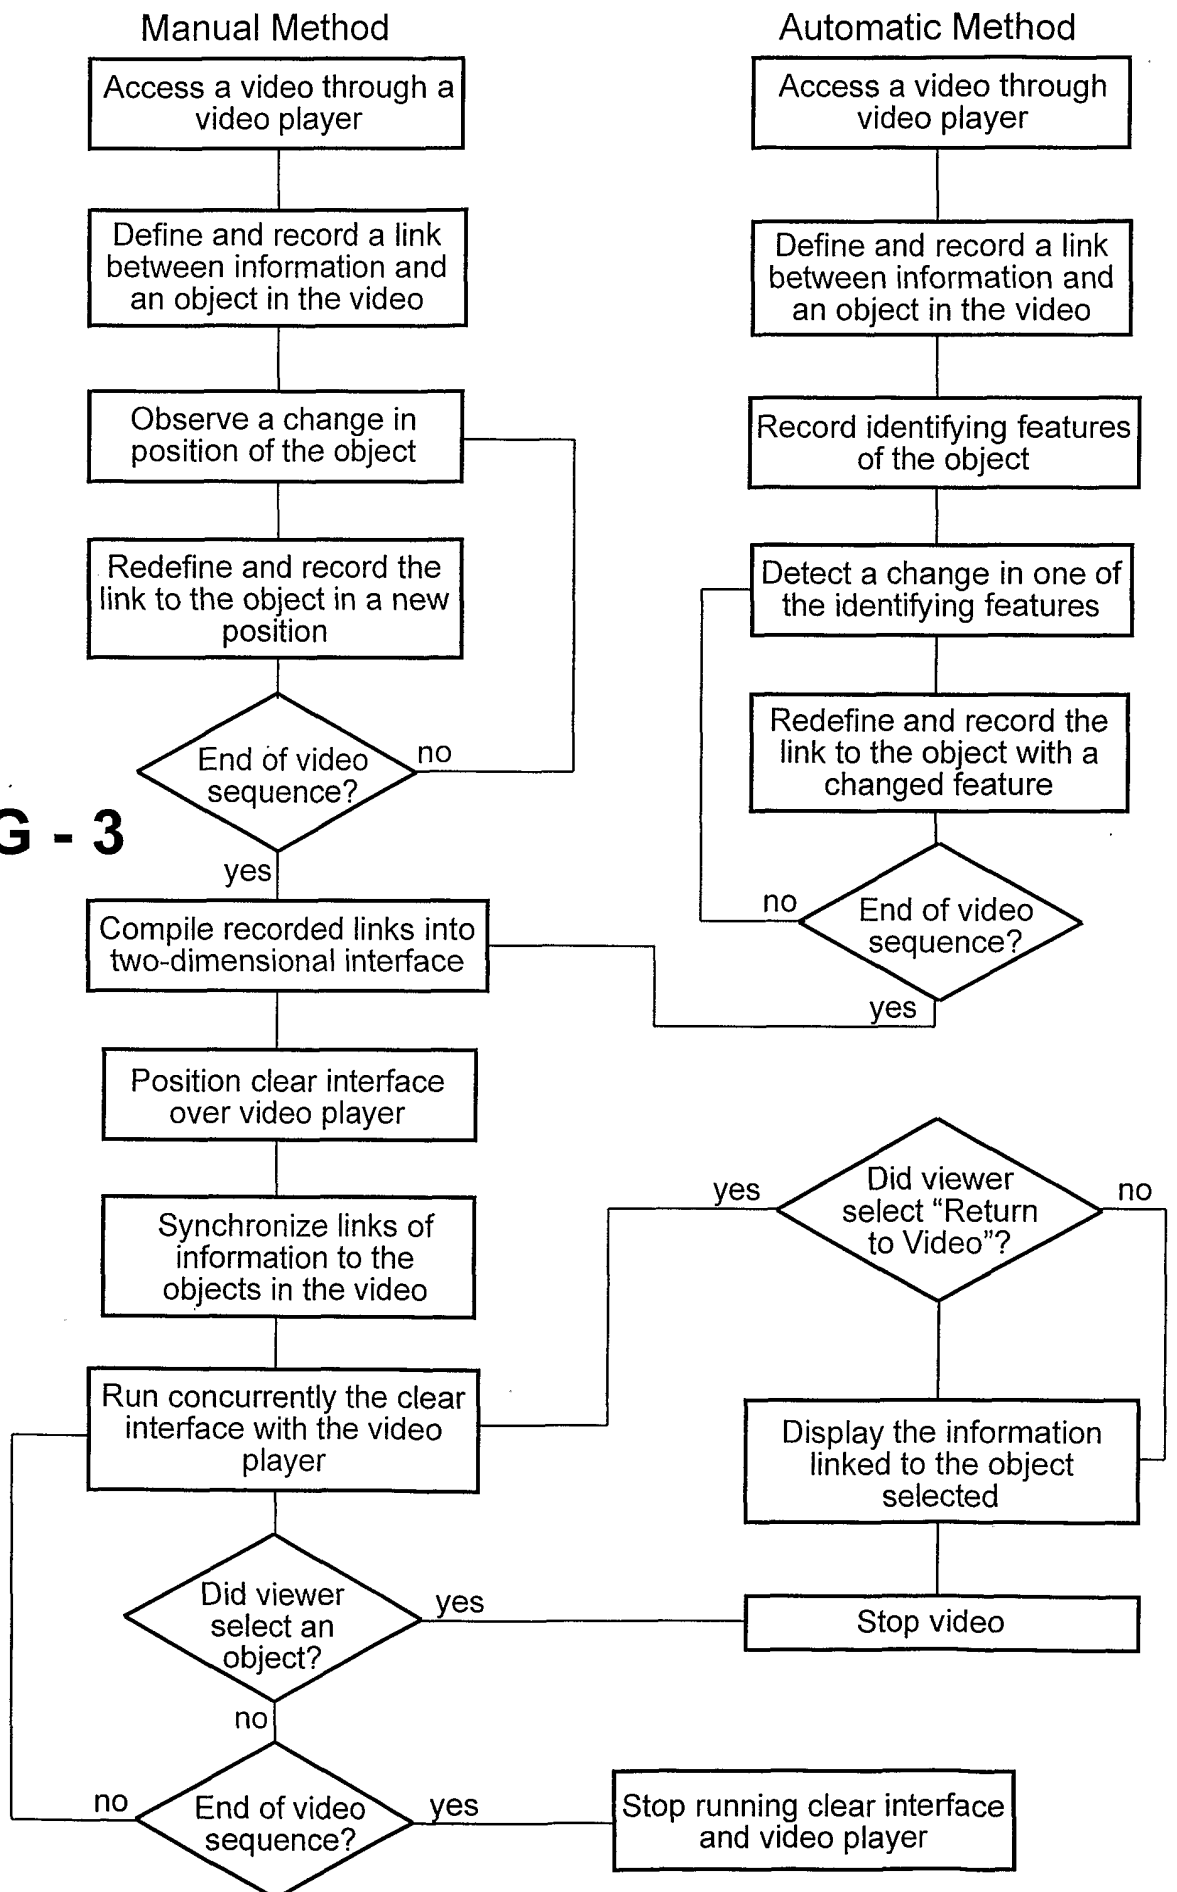 Manual Method
Access a video through a
video player
Define and record a link
between information and
an object in the video
Observe a change in
position of the object
Redefine and record the
link to the object in a new
position
End of video
sequence?
no
yes
G - 3
Compile recorded links into
two-dimensional interface
Position clear interface
over video player
Synchronize links of
information to the
objects in the video
Run concurrently the clear
interface with the video
player
Did viewer
select an
object?
yes
no
End of video
sequence?
no
yes
Stop running clear interface
and video player
Automatic Method
Access a video through
video player
Define and record a link
between information and
an object in the video
Record identifying features
of the object
Detect a change in one of
the identifying features
Redefine and record the
link to the object with a
changed feature
End of video
sequence?
no
yes
Did viewer
select “Return
to Video”?
yes
no
Display the information
linked to the object
selected
Stop video